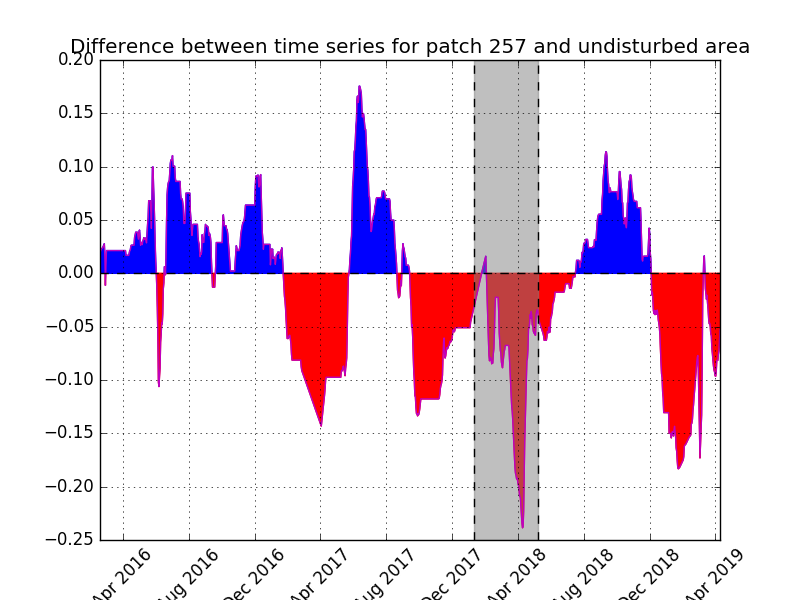 Difference between time series for patch 257 and undisturbed area
0.20
0.15
0.10
0.05
0.00
−0.05
−0.10
−0.15
−0.20
−0.25
Apr 2016
Aug 2016
Dec 2016
Apr 2017
Aug 2017
Dec 2017
Apr 2018
Aug 2018
Dec 2018
Apr 2019